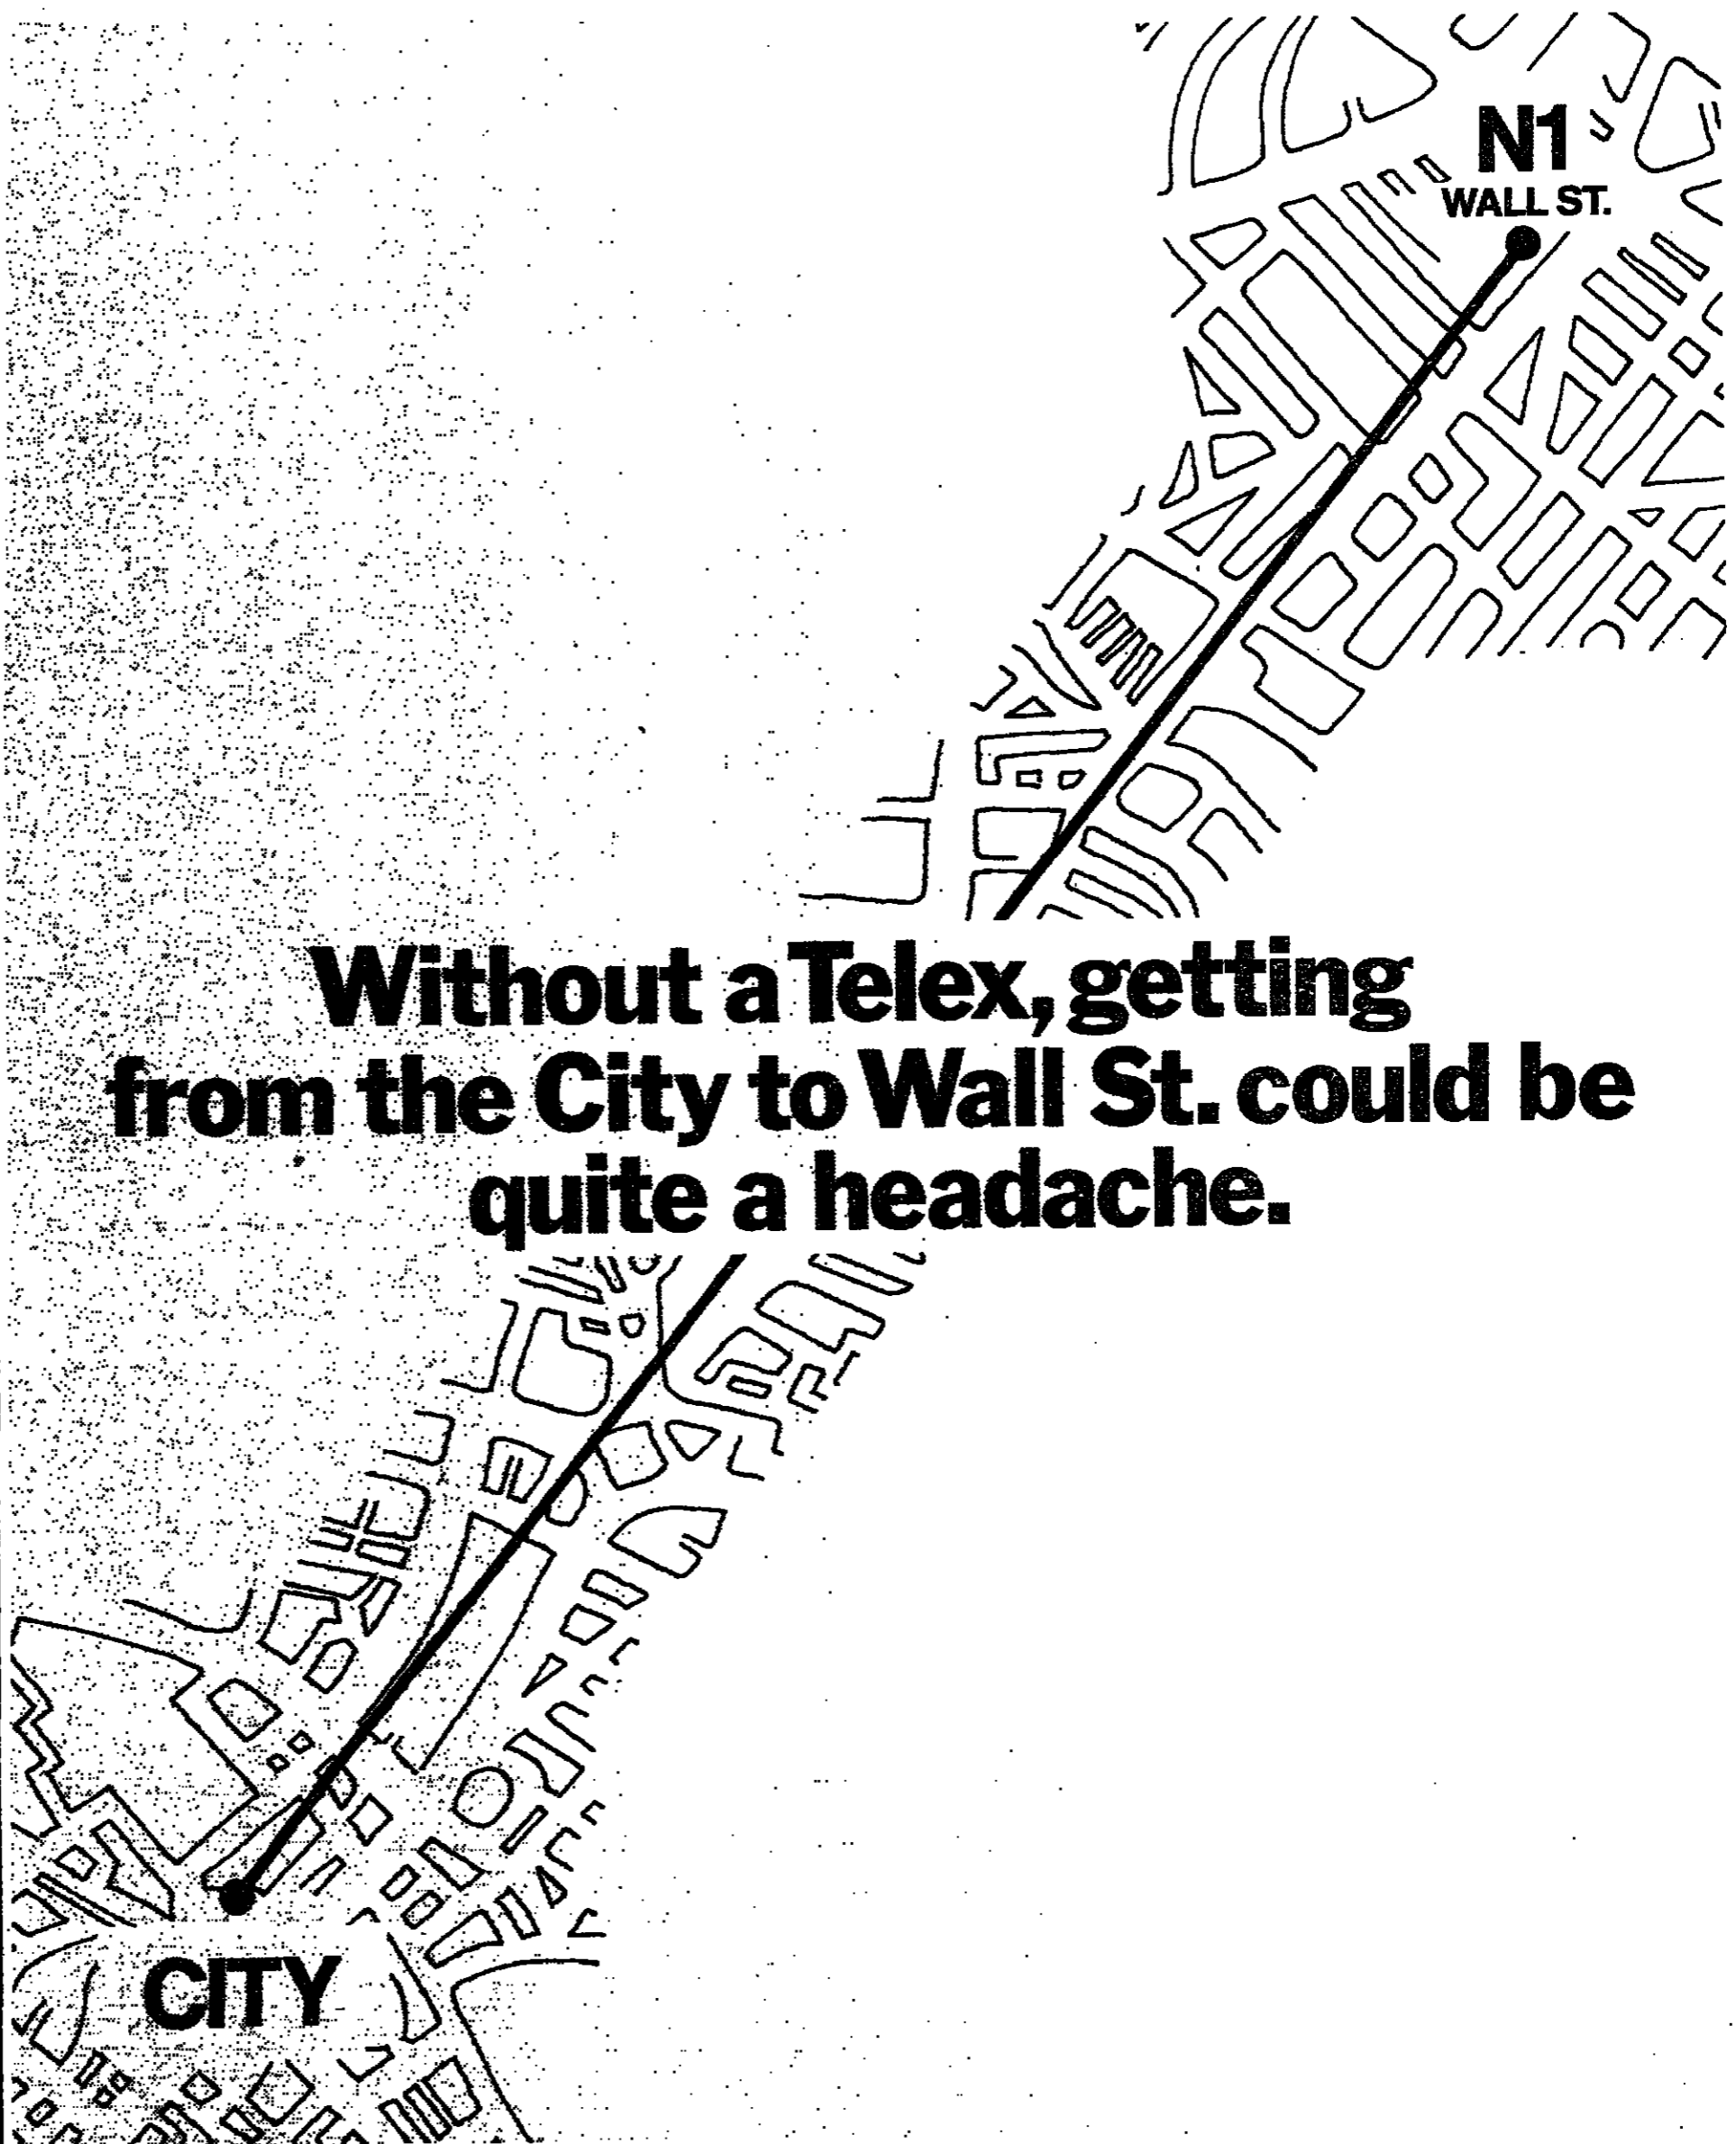 N1
WALL ST.
Without a Telex, getting
from the City to Wall St. could be
quite a headache.
CITY